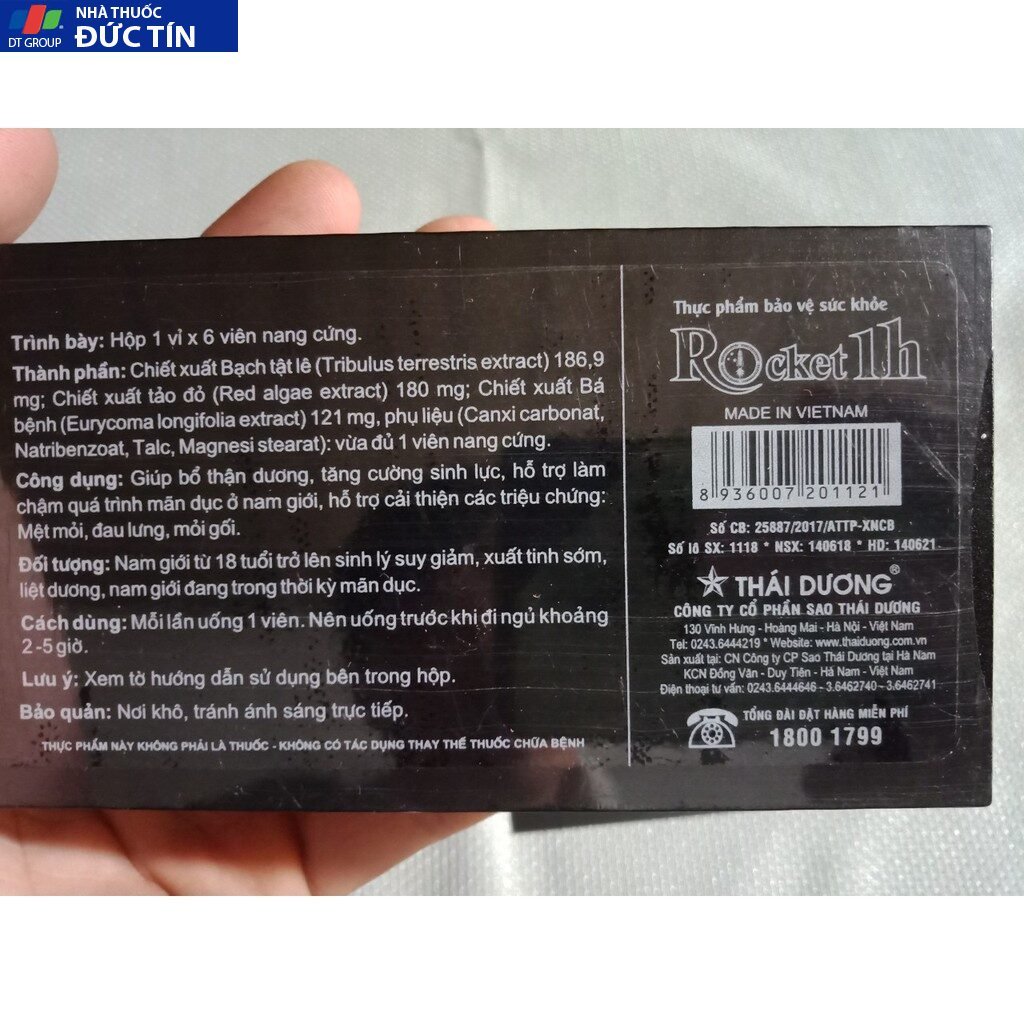 NHÀ THUỐC
DT GROUP
ĐỨC TÍN
Trình bày: Hộp 1 vỉ x 6 viên nang cứng.
Thành phần: Chiết xuất Bạch tật lê (Tribulus terrestris extract) 186,9
mg; Chiết xuất tảo đỏ (Red algae extract) 180 mg; Chiết xuất Bá
bệnh (Eurycoma longifolia extract) 121 mg, phụ liệu (Canxi carbonat,
Natribenzoat, Talc, Magnesi stearat): vừa đủ 1 viên nang cứng.
Công dụng: Giúp bổ thận dương, tăng cường sinh lực, hỗ trợ làm
chậm quá trình mãn dục ở nam giới, hỗ trợ cải thiện các triệu chứng:
Mệt mỏi, đau lưng, mỏi gối.
Đối tượng: Nam giới từ 18 tuổi trở lên sinh lý suy giảm, xuất tinh sớm,
liệt dương, nam giới đang trong thời kỳ mãn dục.
Cách dùng: Mỗi lần uống 1 viên. Nên uống trước khi đi ngủ khoảng
2-5 giờ.
Lưu ý: Xem tờ hướng dẫn sử dụng bên trong hộp.
Bảo quản: Nơi khô, tránh ánh sáng trực tiếp.
THỰC PHẨM NÀY KHÔNG PHẢI LÀ THUỐC - KHÔNG CÓ TÁC DỤNG THAY THẾ THUỐC CHỮA BỆNH
Thực phẩm bảo vệ sức khỏe
Rocket 1h
MADE IN VIETNAM
8 936007 201121
Số CB: 25887/2017/ATTP-XNCB
Số lô SX: 1118 * NSX: 140618 * HD: 140621
THÁI DƯƠNG®
CÔNG TY CỔ PHẦN SAO THÁI DƯƠNG
130 Vĩnh Hưng - Hoàng Mai - Hà Nội - Việt Nam
Tel: 0243.6444219 * Website: www.thaiduong.com.vn
Sản xuất tại: CN Công ty CP Sao Thái Dương tại Hà Nam
KCN Đồng Văn - Duy Tiên - Hà Nam - Việt Nam
Điện thoại tư vấn: 0243.6444646 - 3.6462740 - 3.6462741
TỔNG ĐÀI ĐẶT HÀNG MIỄN PHÍ
1800 1799